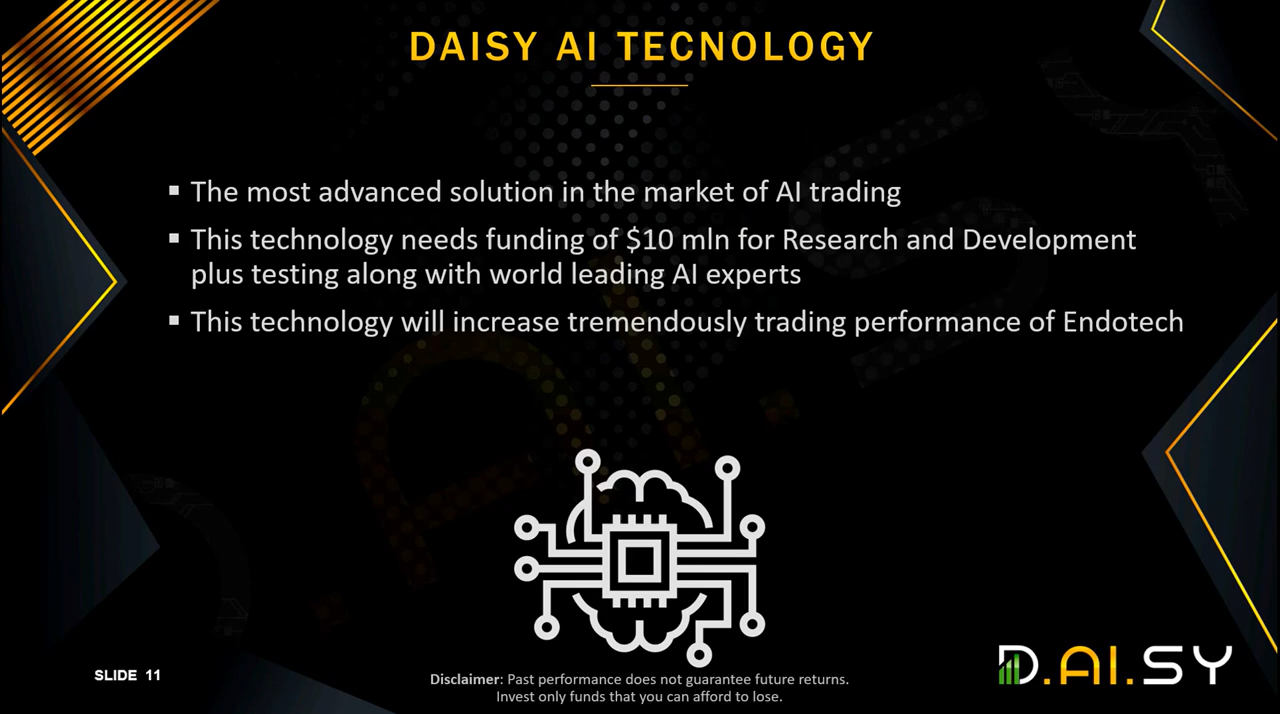 DAISY AI TECNOLOGY
▪ The most advanced solution in the market of AI trading
▪ This technology needs funding of $10 mln for Research and Development
plus testing along with world leading AI experts
▪ This technology will increase tremendously trading performance of Endotech
SLIDE 11
Disclaimer: Past performance does not guarantee future returns.
Invest only funds that you can afford to lose.
D.AI.SY